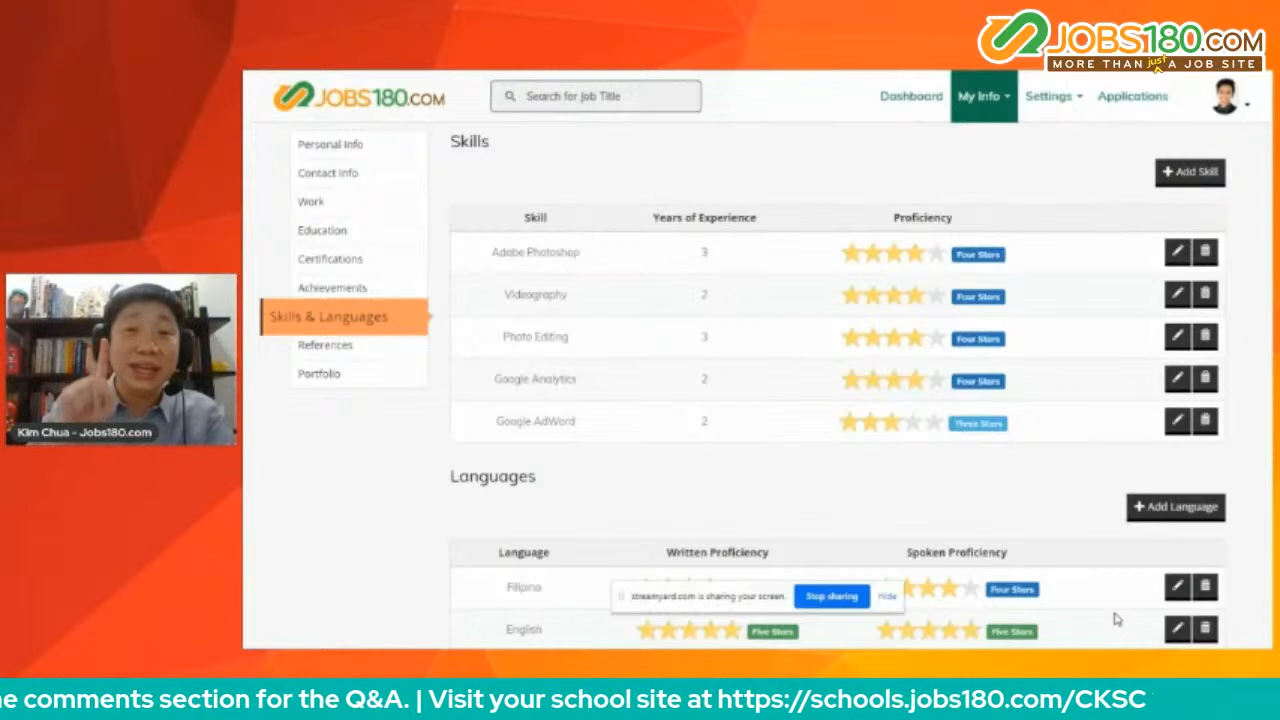 JOBS180.COM
MORE THAN just A JOB SITE
JOBS180.COM
Search for Job Title
Dashboard
My Info
Settings
Applications
Personal Info
Contact Info
Work
Education
Certifications
Achievements
Skills & Languages
References
Portfolio
Skills
+ Add Skill
Skill Years of Experience Proficiency
Adobe Photoshop 3 Four Stars
Videography 2 Four Stars
Photo Editing 3 Four Stars
Google Analytics 2 Four Stars
Google AdWord 2 Three Stars
Languages
+ Add Language
Language Written Proficiency Spoken Proficiency
Filipino Four Stars
streamyard.com is sharing your screen. Stop sharing Hide
English Five Stars Five Stars
Kim Chua - Jobs180.com
he comments section for the Q&A. | Visit your school site at https://schools.jobs180.com/CKSC